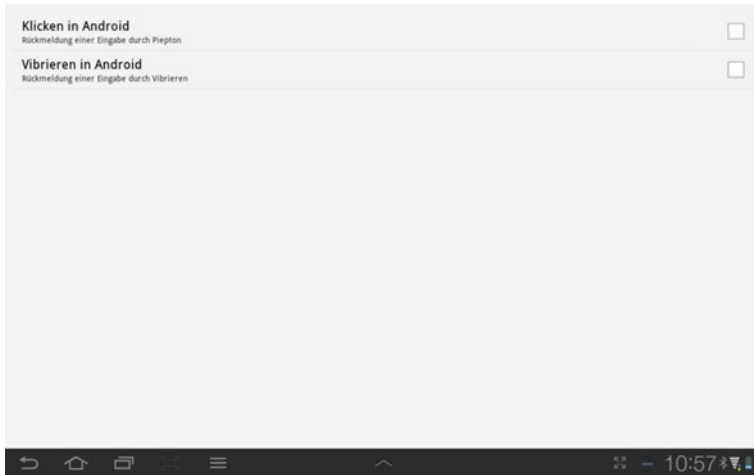 Klicken in Android
Rückmeldung einer Eingabe durch Piepton
Vibrieren in Android
Rückmeldung einer Eingabe durch Vibrieren
10:57